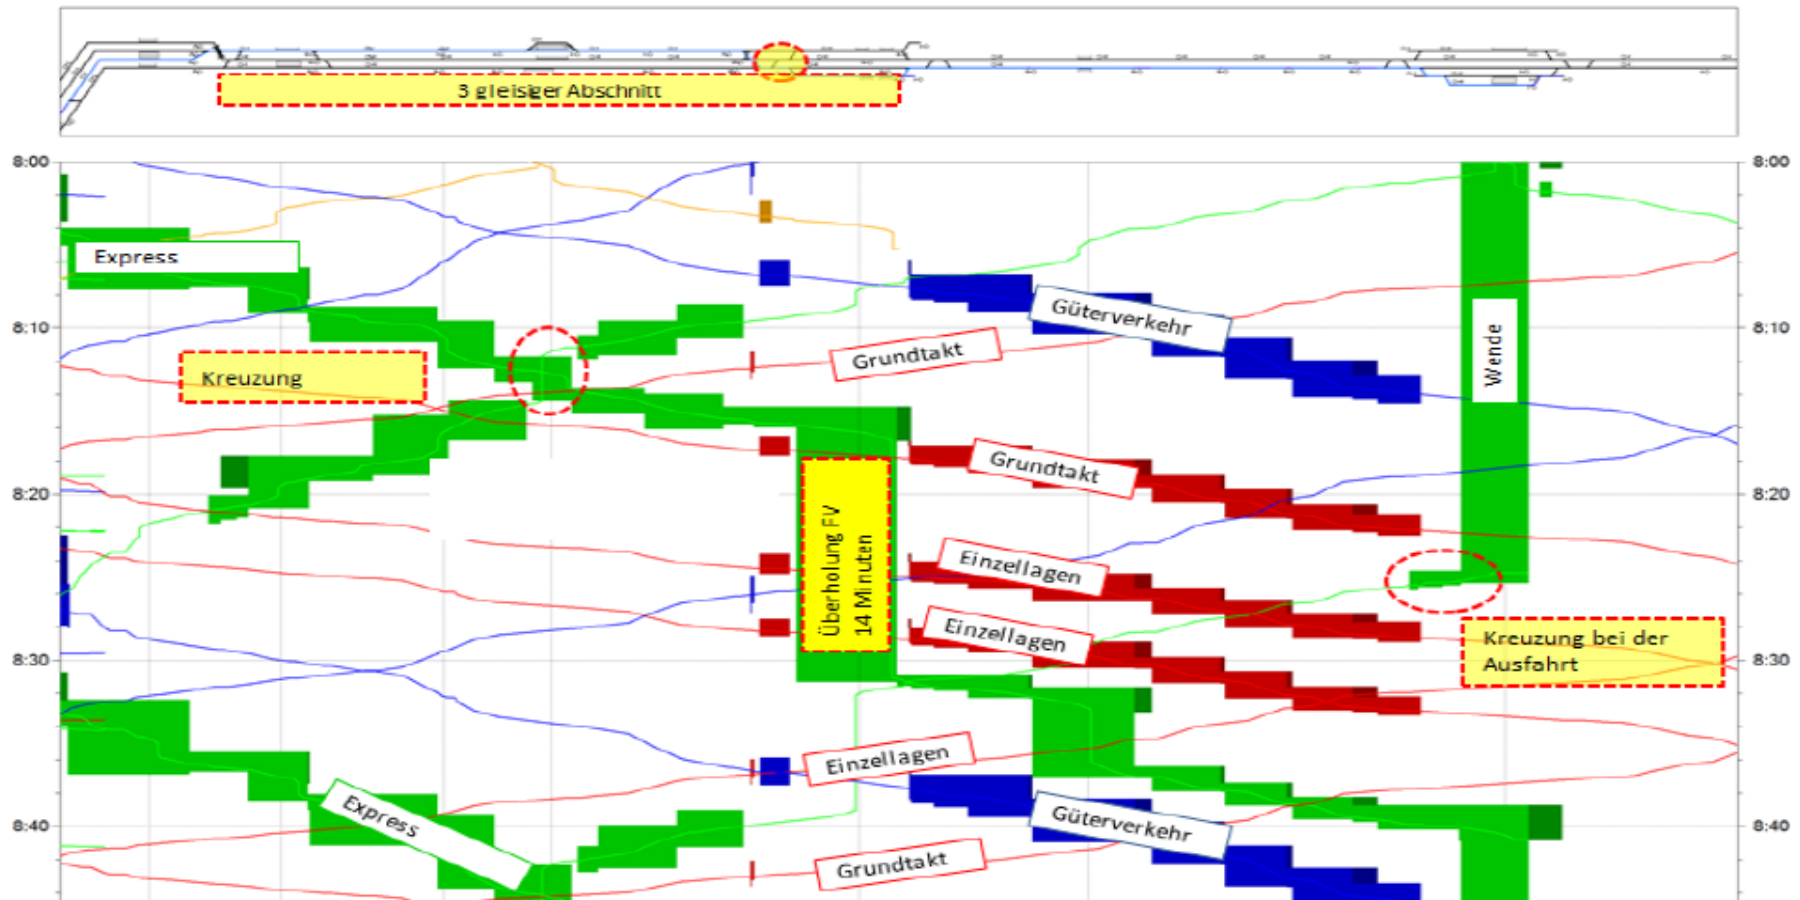 3 gleisiger Abschnitt
8:00
8:00
Express
Güterverkehr
8:10
8:10
Grundtakt
Wende
Kreuzung
Grundtakt
8:20
8:20
Überholung FV
14 Minuten
Einzellagen
Einzellagen
Kreuzung bei der
Ausfahrt
8:30
8:30
Einzellagen
Express
Güterverkehr
8:40
8:40
Grundtakt